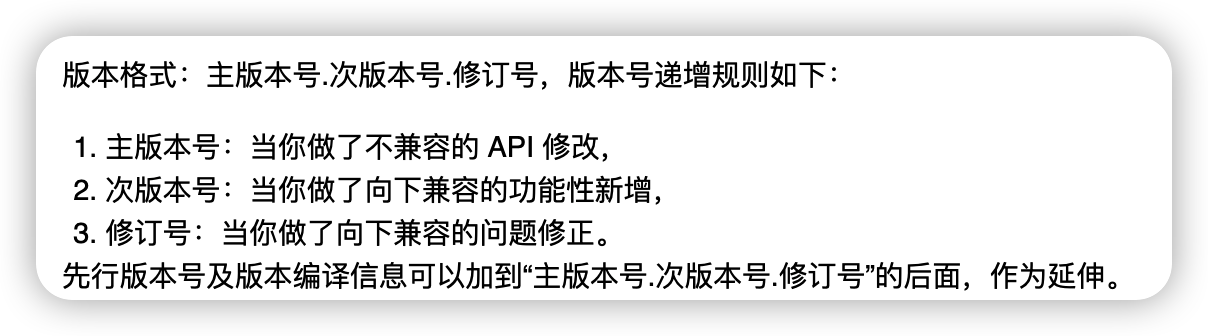 版本格式：主版本号.次版本号.修订号，版本号递增规则如下：
1. 主版本号：当你做了不兼容的 API 修改，
2. 次版本号：当你做了向下兼容的功能性新增，
3. 修订号：当你做了向下兼容的问题修正。
先行版本号及版本编译信息可以加到“主版本号.次版本号.修订号”的后面，作为延伸。